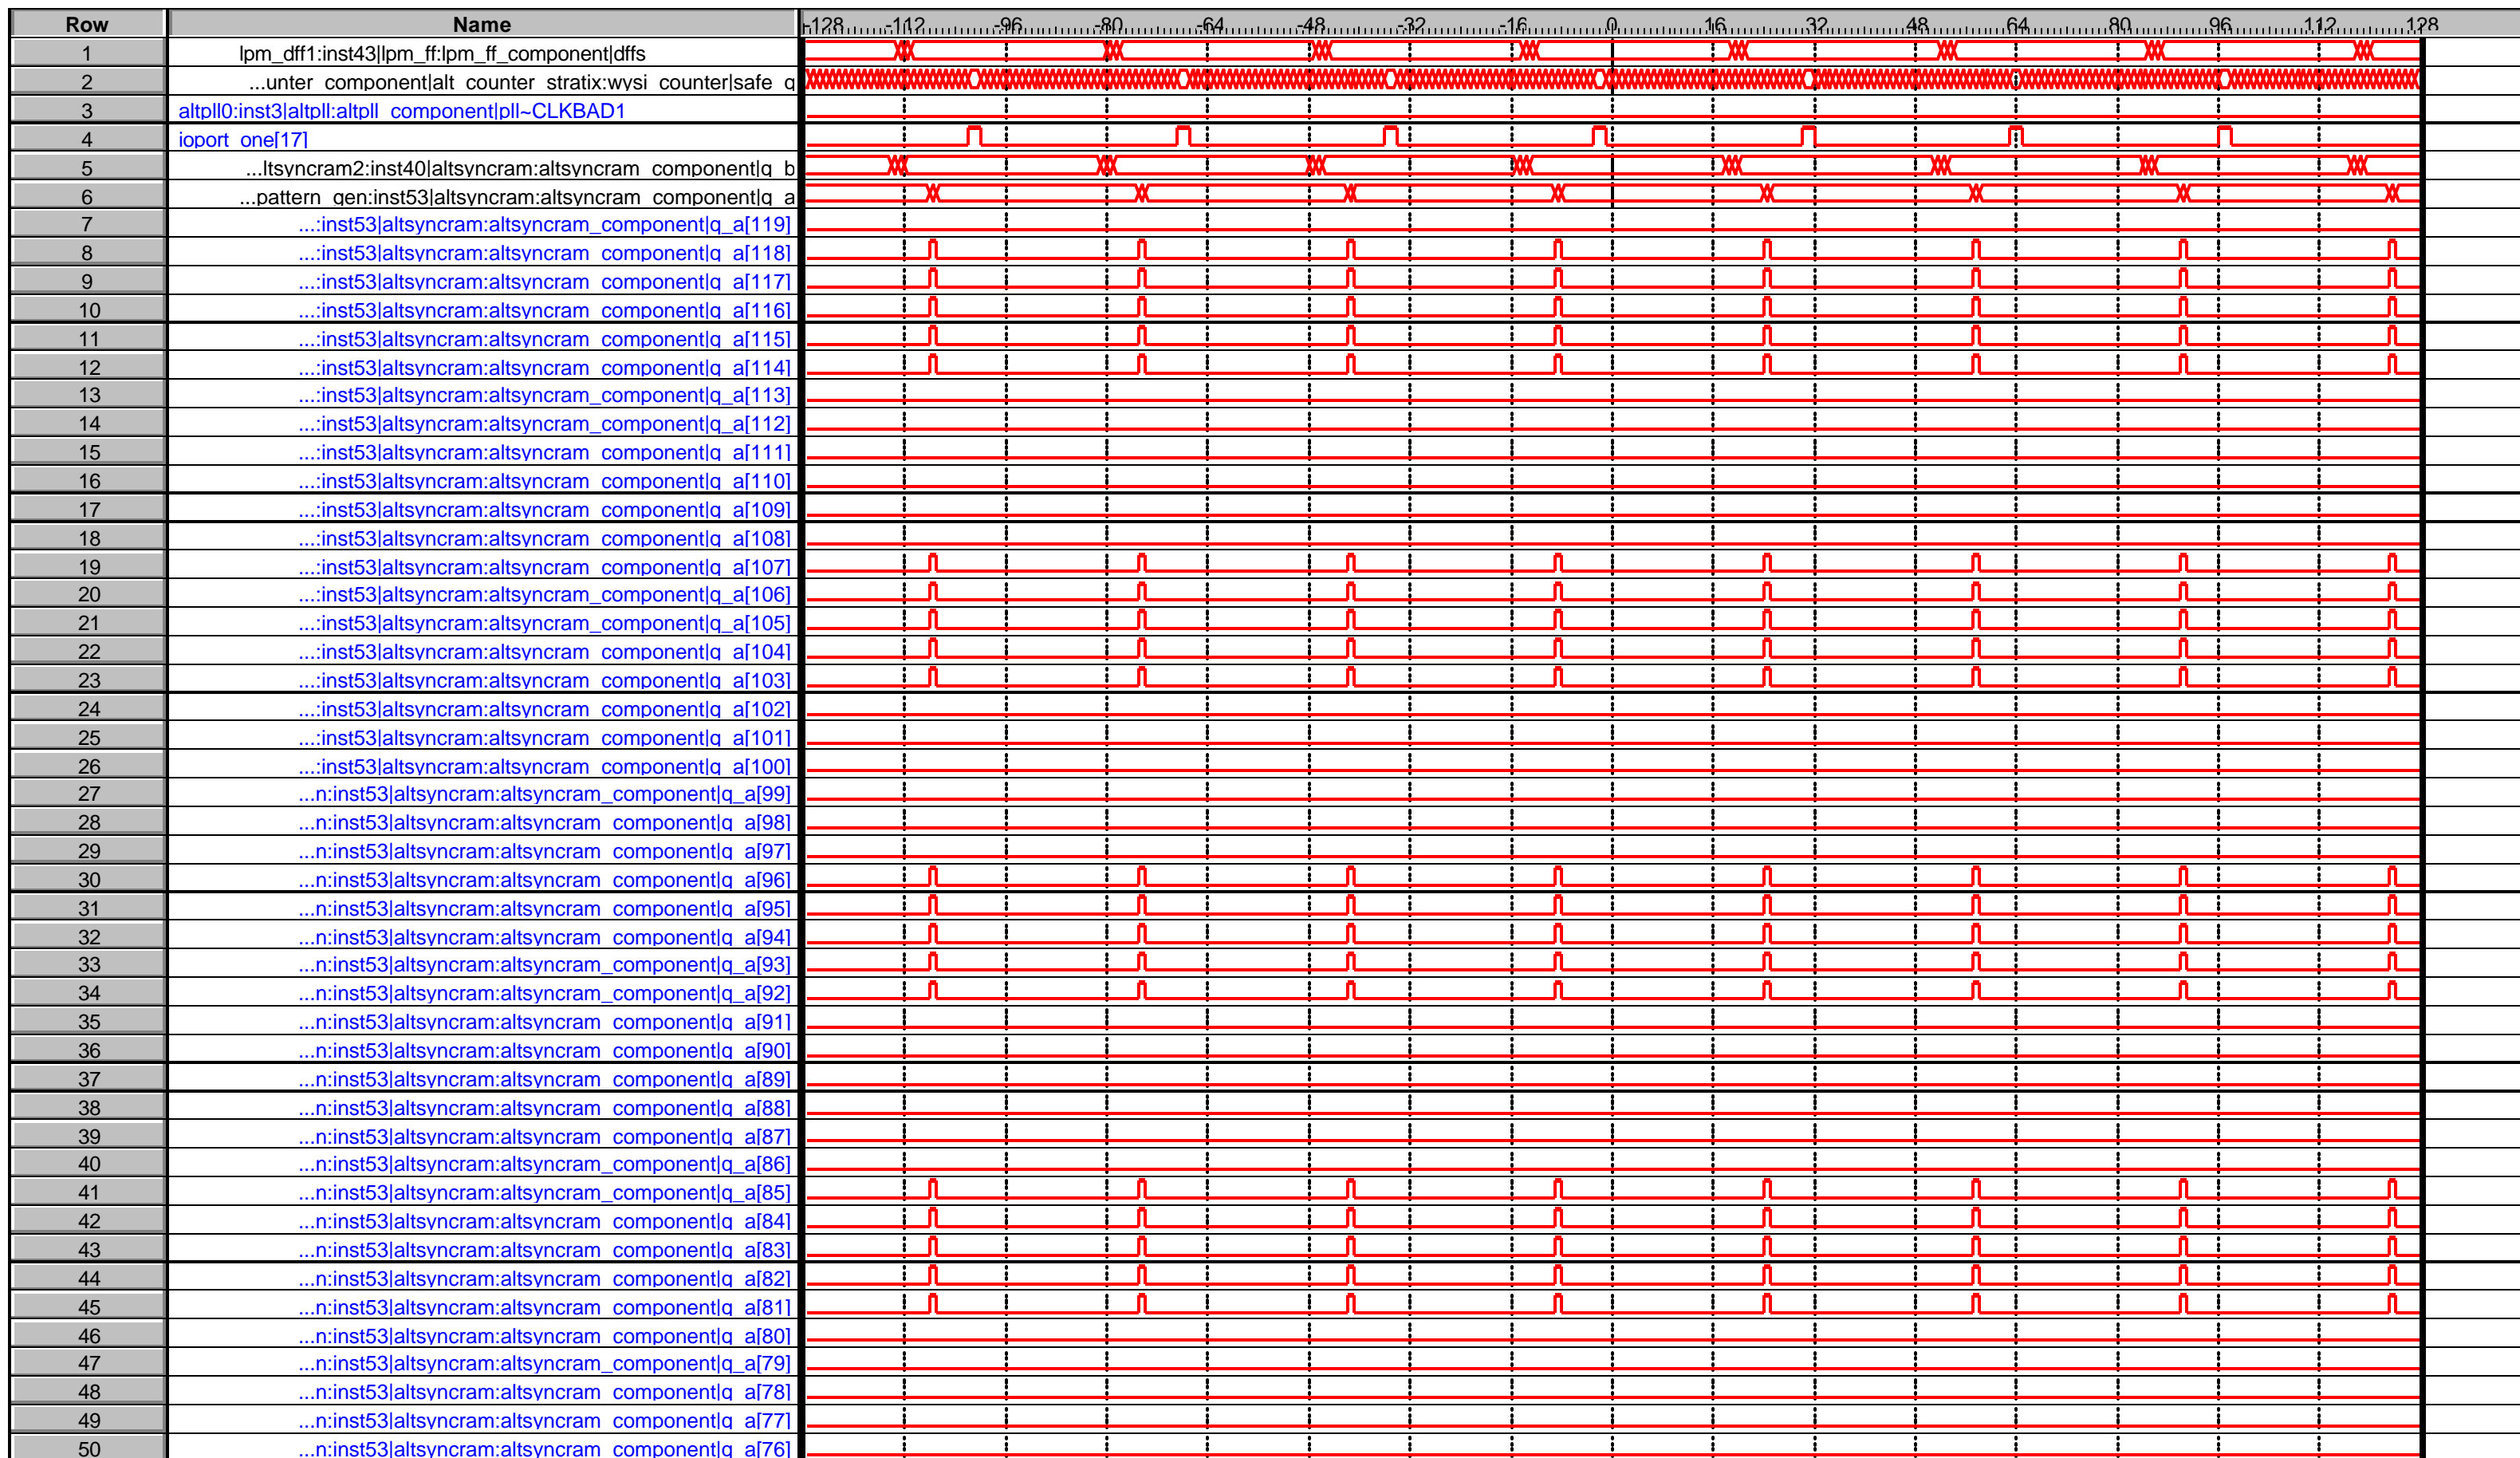 Row Name -128 -112 -96 -80 -64 -48 -32 -16 0 16 32 48 64 80 96 112 128
1 lpm_dff1:inst43|lpm_ff:lpm_ff_component|dffs
2 ...unter_component|alt_counter_stratix:wysi_counter|safe_q
3 altpll0:inst3|altpll:altpll_component|pll~CLKBAD1
4 ioport_one[17]
5 ...ltsyncram2:inst40|altsyncram:altsyncram_component|q_b
6 ...pattern_gen:inst53|altsyncram:altsyncram_component|q_a
7 ...:inst53|altsyncram:altsyncram_component|q_a[119]
8 ...:inst53|altsyncram:altsyncram_component|q_a[118]
9 ...:inst53|altsyncram:altsyncram_component|q_a[117]
10 ...:inst53|altsyncram:altsyncram_component|q_a[116]
11 ...:inst53|altsyncram:altsyncram_component|q_a[115]
12 ...:inst53|altsyncram:altsyncram_component|q_a[114]
13 ...:inst53|altsyncram:altsyncram_component|q_a[113]
14 ...:inst53|altsyncram:altsyncram_component|q_a[112]
15 ...:inst53|altsyncram:altsyncram_component|q_a[111]
16 ...:inst53|altsyncram:altsyncram_component|q_a[110]
17 ...:inst53|altsyncram:altsyncram_component|q_a[109]
18 ...:inst53|altsyncram:altsyncram_component|q_a[108]
19 ...:inst53|altsyncram:altsyncram_component|q_a[107]
20 ...:inst53|altsyncram:altsyncram_component|q_a[106]
21 ...:inst53|altsyncram:altsyncram_component|q_a[105]
22 ...:inst53|altsyncram:altsyncram_component|q_a[104]
23 ...:inst53|altsyncram:altsyncram_component|q_a[103]
24 ...:inst53|altsyncram:altsyncram_component|q_a[102]
25 ...:inst53|altsyncram:altsyncram_component|q_a[101]
26 ...:inst53|altsyncram:altsyncram_component|q_a[100]
27 ...n:inst53|altsyncram:altsyncram_component|q_a[99]
28 ...n:inst53|altsyncram:altsyncram_component|q_a[98]
29 ...n:inst53|altsyncram:altsyncram_component|q_a[97]
30 ...n:inst53|altsyncram:altsyncram_component|q_a[96]
31 ...n:inst53|altsyncram:altsyncram_component|q_a[95]
32 ...n:inst53|altsyncram:altsyncram_component|q_a[94]
33 ...n:inst53|altsyncram:altsyncram_component|q_a[93]
34 ...n:inst53|altsyncram:altsyncram_component|q_a[92]
35 ...n:inst53|altsyncram:altsyncram_component|q_a[91]
36 ...n:inst53|altsyncram:altsyncram_component|q_a[90]
37 ...n:inst53|altsyncram:altsyncram_component|q_a[89]
38 ...n:inst53|altsyncram:altsyncram_component|q_a[88]
39 ...n:inst53|altsyncram:altsyncram_component|q_a[87]
40 ...n:inst53|altsyncram:altsyncram_component|q_a[86]
41 ...n:inst53|altsyncram:altsyncram_component|q_a[85]
42 ...n:inst53|altsyncram:altsyncram_component|q_a[84]
43 ...n:inst53|altsyncram:altsyncram_component|q_a[83]
44 ...n:inst53|altsyncram:altsyncram_component|q_a[82]
45 ...n:inst53|altsyncram:altsyncram_component|q_a[81]
46 ...n:inst53|altsyncram:altsyncram_component|q_a[80]
47 ...n:inst53|altsyncram:altsyncram_component|q_a[79]
48 ...n:inst53|altsyncram:altsyncram_component|q_a[78]
49 ...n:inst53|altsyncram:altsyncram_component|q_a[77]
50 ...n:inst53|altsyncram:altsyncram_component|q_a[76]